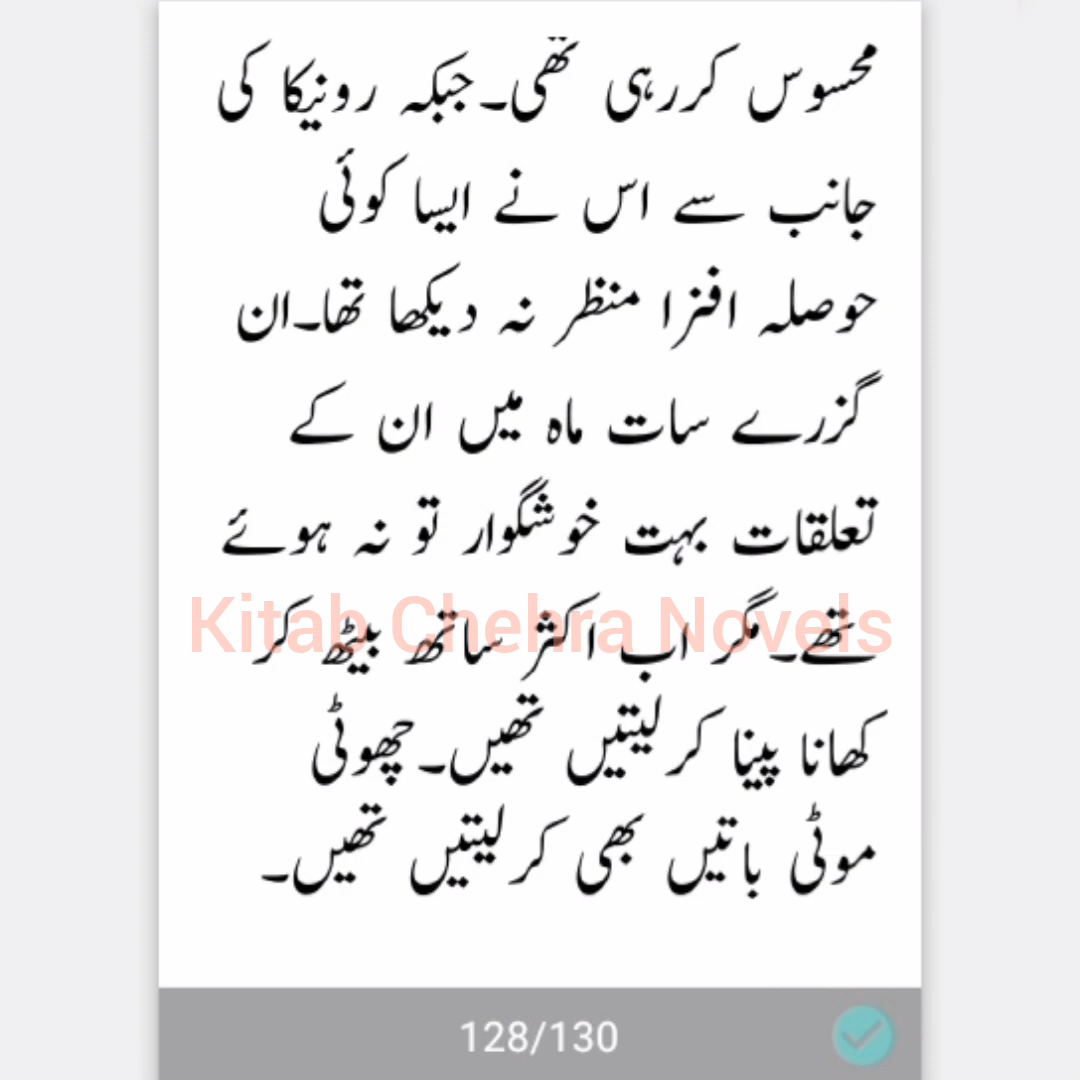 محسوس کررہی تھی۔جبکہ رونیکا کی
جانب سے اس نے ایسا کوئی
حوصلہ افنرا منظر نہ دیکھا تھا۔ان
گزرے سات ماہ میں ان کے
تعلقات بہت خوشگوار تو نہ ہوئے
تھے۔مگر اب اکثر ساتھ بیٹھ کر
Kitab Chehra Novels
کھانا پینا کرلیتیں تھیں۔چھوٹی
موٹی باتیں بھی کرلیتیں تھیں۔
128/130